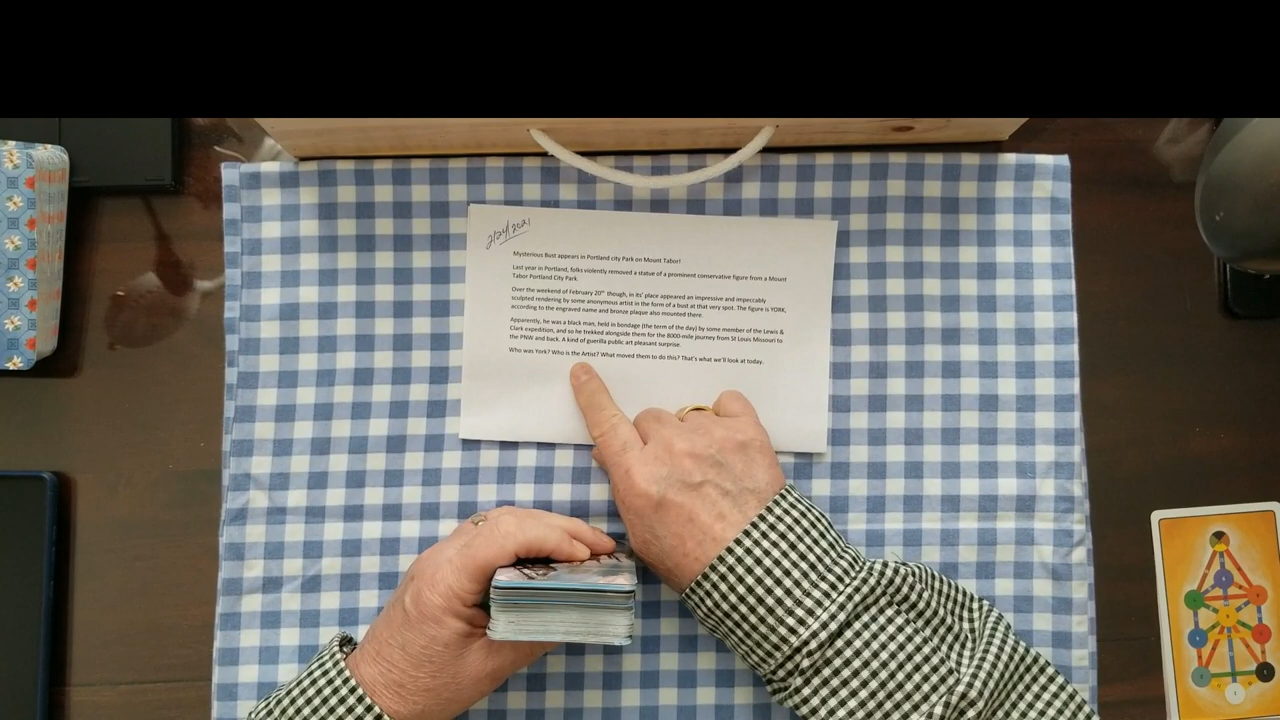 2/24/2021
Mysterious Bust appears in Portland city Park on Mount Tabor!
Last year in Portland, folks violently removed a statue of a prominent conservative figure from a Mount
Tabor Portland City Park.
Over the weekend of February 20th though, in its' place appeared an impressive and impeccably
sculpted rendering by some anonymous artist in the form of a bust at that very spot. The figure is YORK,
according to the engraved name and bronze plaque also mounted there.
Apparently, he was a black man, held in bondage (the term of the day) by some member of the Lewis &
Clark expedition, and so he trekked alongside them for the 8000-mile journey from St Louis Missouri to
the PNW and back. A kind of guerilla public art pleasant surprise.
Who was York? Who is the Artist? What moved them to do this? That's what we'll look at today.